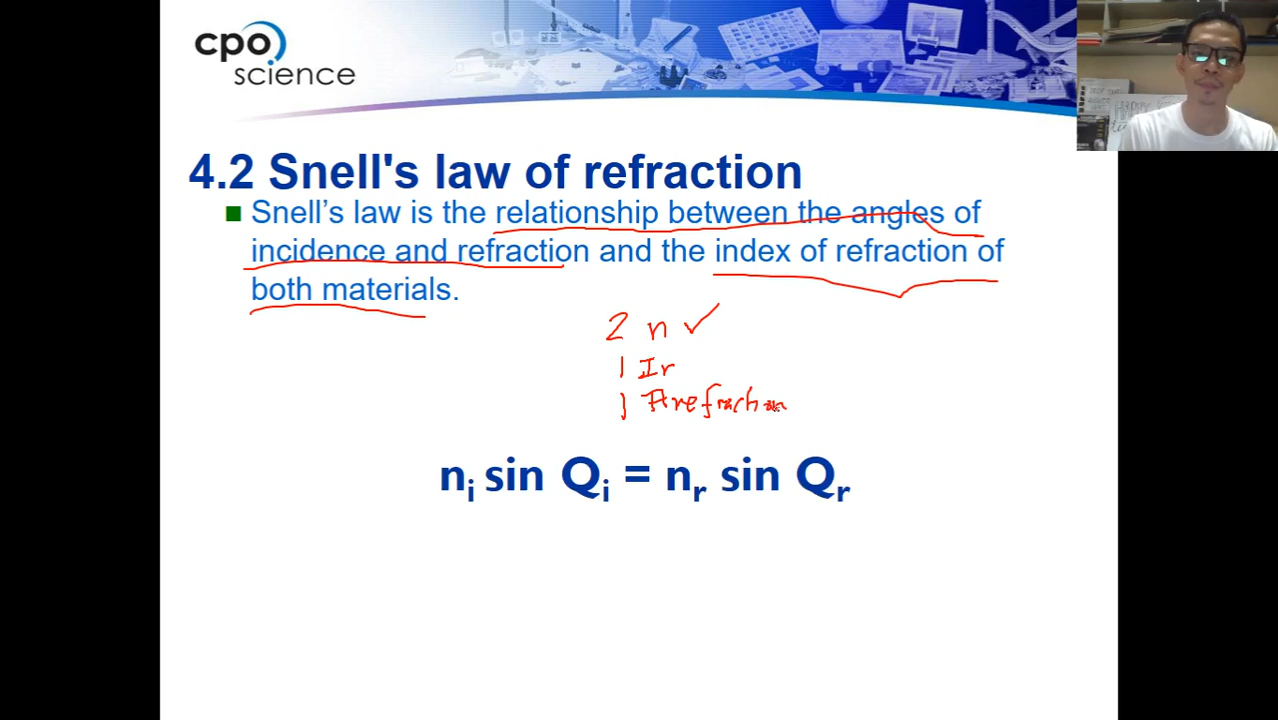 cpo
science
4.2 Snell's law of refraction
Snell's law is the relationship between the angles of
incidence and refraction and the index of refraction of
both materials.
2 n ✓
1 Ir
1 Arefraction
nᵢ sin Qᵢ = nᵣ sin Qᵣ